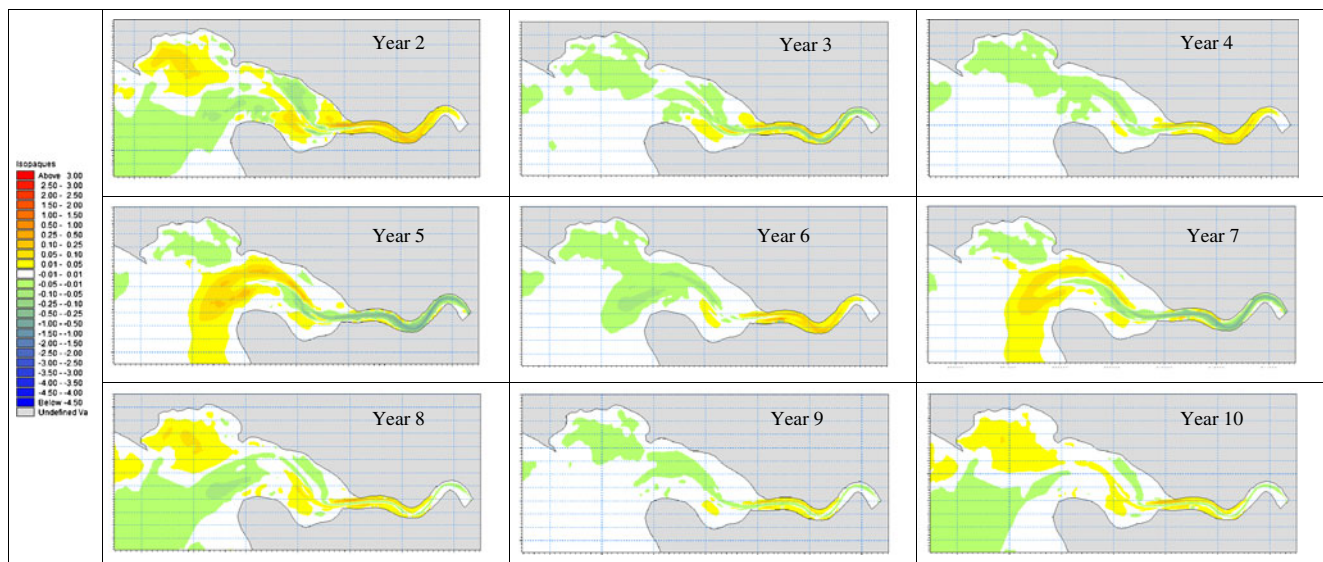 Year 2
Year 3
Year 4
Isopaques
Above 3.00
2.50 - 3.00
2.00 - 2.50
1.50 - 2.00
1.00 - 1.50
0.50 - 1.00
0.25 - 0.50
0.10 - 0.25
0.05 - 0.10
0.01 - 0.05
-0.01 - 0.01
-0.05 - -0.01
-0.10 - -0.05
-0.25 - -0.10
-0.50 - -0.25
-1.00 - -0.50
-1.50 - -1.00
-2.00 - -1.50
-2.50 - -2.00
-3.00 - -2.50
-3.50 - -3.00
-4.00 - -3.50
-4.50 - -4.00
Below -4.50
Undefined Va
Year 5
Year 6
Year 7
Year 8
Year 9
Year 10